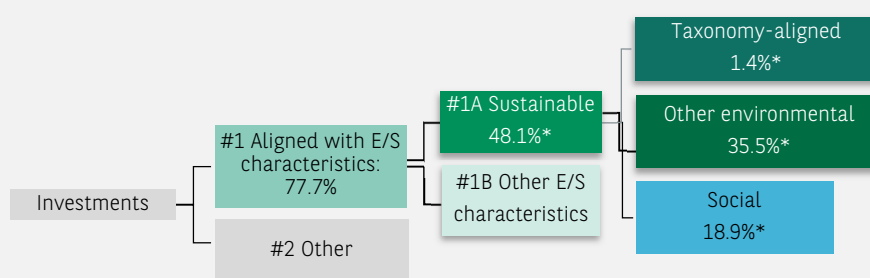 Investments
#1 Aligned with E/S
characteristics:
77.7%
#2 Other
#1A Sustainable
48.1%*
#1B Other E/S
characteristics
Taxonomy-aligned
1.4%*
Other environmental
35.5%*
Social
18.9%*